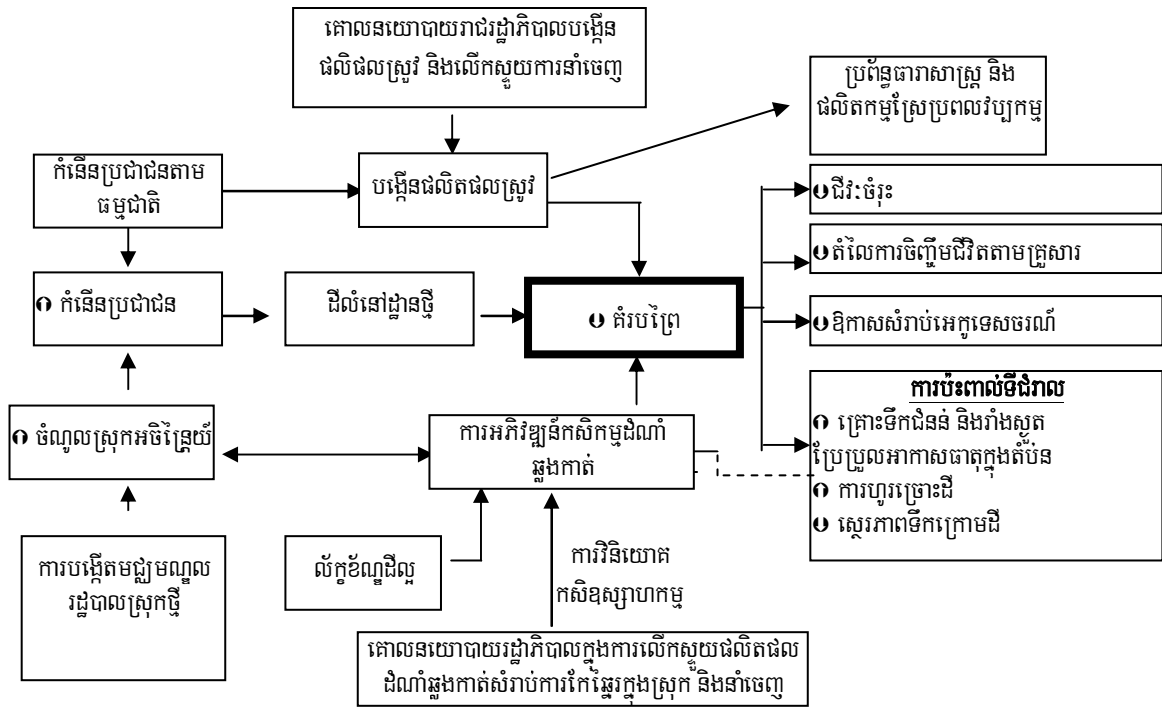 គោលនយោបាយរាជរដ្ឋាភិបាលបង្កើន
ផលិផលស្រូវ និងលើកស្ទួយការនាំចេញ
ប្រព័ន្ធធារាសាស្ត្រ និង
ផលិតកម្មស្រែប្រពលវប្បកម្ម
កំនើនប្រជាជនតាម
ធម្មជាតិ
បង្កើនផលិតផលស្រូវ
ជីវៈចំរុះ
តំលៃការចិញ្ចឹមជីវិតតាមគ្រួសារ
កំនើនប្រជាជន
ដីលំនៅដ្ឋានថ្មី
គំរបព្រៃ
ឱកាសសំរាប់អេកូទេសចរណ៍
ការប៉ះពាល់ទីជំរាល
គ្រោះទឹកជំនន់ និងរាំងស្ងួត
ប្រែប្រួលអាកាសធាតុក្នុងតំប់ន
ការហូរច្រោះដី
ស្ថេរភាពទឹកក្រោមដី
ចំណូលស្រុកអចិន្ត្រៃយ៍
ការអភិវឌ្ឍន៍កសិកម្មដំណាំ
ឆ្លងកាត់
ការបង្កើតមជ្ឈមណ្ឌល
រដ្ឋបាលស្រុកថ្មី
ល័ក្ខខ័ណ្ឌដីល្អ
ការវិនិយោគ
កសិឧស្សាហកម្ម
គោលនយោបាយរដ្ឋាភិបាលក្នុងការលើកស្ទួយផលិតផល
ដំណាំឆ្លងកាត់សំរាប់ការកែឆ្នៃរក្នុងស្រុក និងនាំចេញ